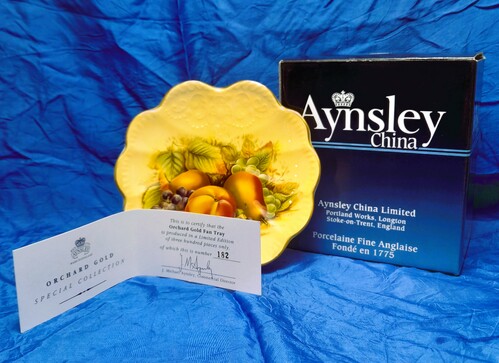 Aynsley
China
Aynsley China Limited
Portland Works, Longton
Stoke-on-Trent, England
Porcelaine Fine Anglaise
Fondé en 1775
ORCHARD GOLD
SPECIAL COLLECTION
This is to certify that the
Orchard Gold Fan Tray
is produced in a Limited Edition
of three hundred pieces only
of which this is number 182